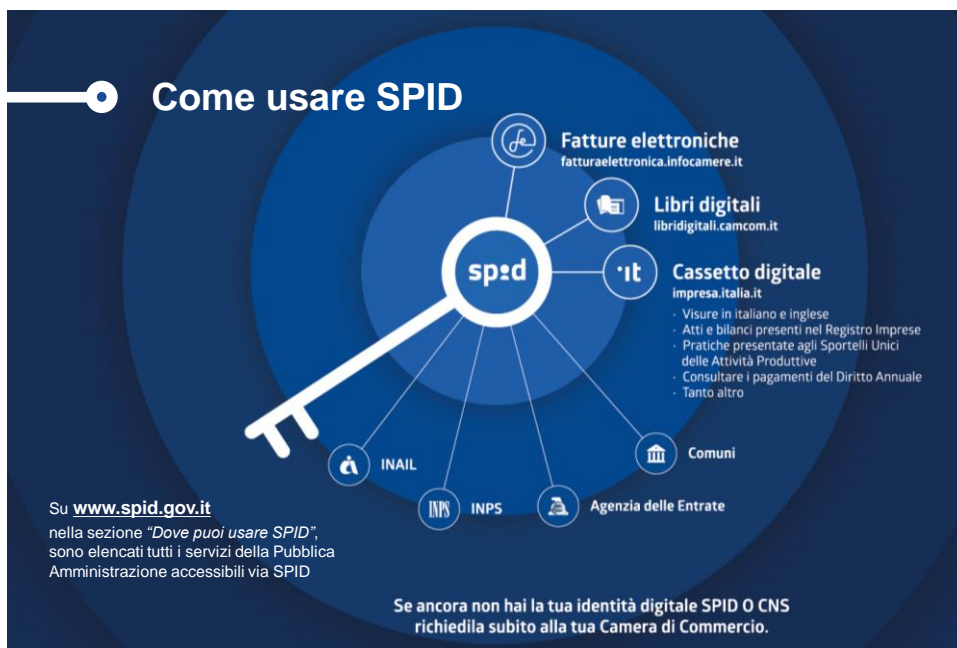 Come usare SPID
fe
Fatture elettroniche
fatturaelettronica.infocamere.it
Libri digitali
libridigitali.camcom.it
sp:d
·it
Cassetto digitale
impresa.italia.it
· Visure in italiano e inglese
· Atti e bilanci presenti nel Registro Imprese
· Pratiche presentate agli Sportelli Unici
delle Attività Produttive
· Consultare i pagamenti del Diritto Annuale
· Tanto altro
INAIL
INPS INPS
Agenzia delle Entrate
Comuni
Su www.spid.gov.it
nella sezione “Dove puoi usare SPID”,
sono elencati tutti i servizi della Pubblica
Amministrazione accessibili via SPID
Se ancora non hai la tua identità digitale SPID O CNS
richiedila subito alla tua Camera di Commercio.